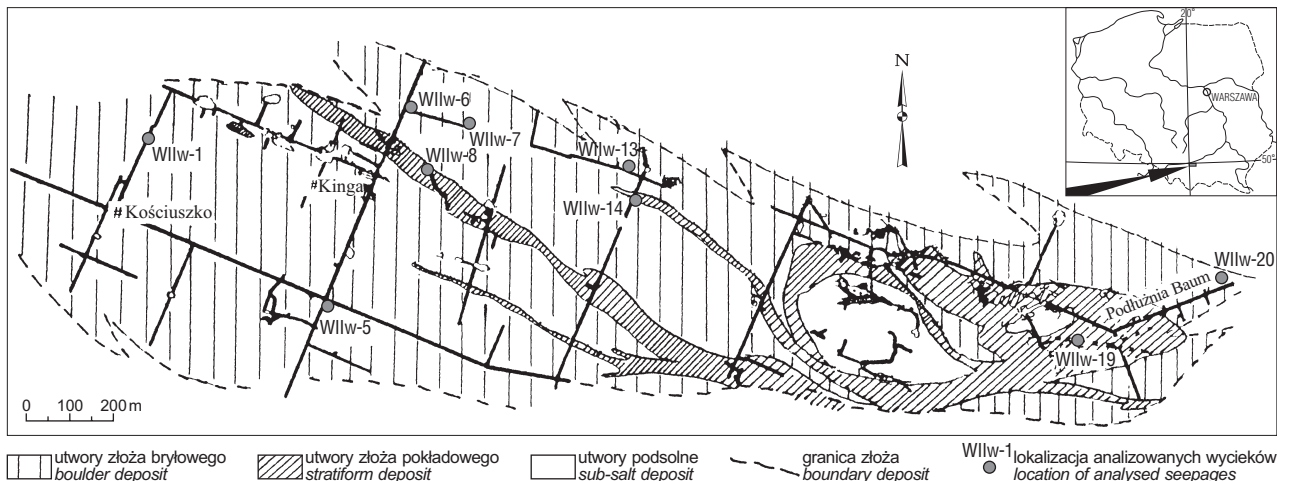 20°
WARSZAWA
50°
N
WIIw-6
WIIw-7
WIIw-1
WIIw-8
WIIw-13
#Kinga
WIIw-14
#Kościuszko
WIIw-20
Podłużnia Baum
WIIw-5
WIIw-19
0 100 200 m
utwory złoża bryłowego
boulder deposit
utwory złoża pokładowego
stratiform deposit
utwory podsolne
sub-salt deposit
granica złoża
boundary deposit
WIIw-1 lokalizacja analizowanych wycieków
location of analysed seepages